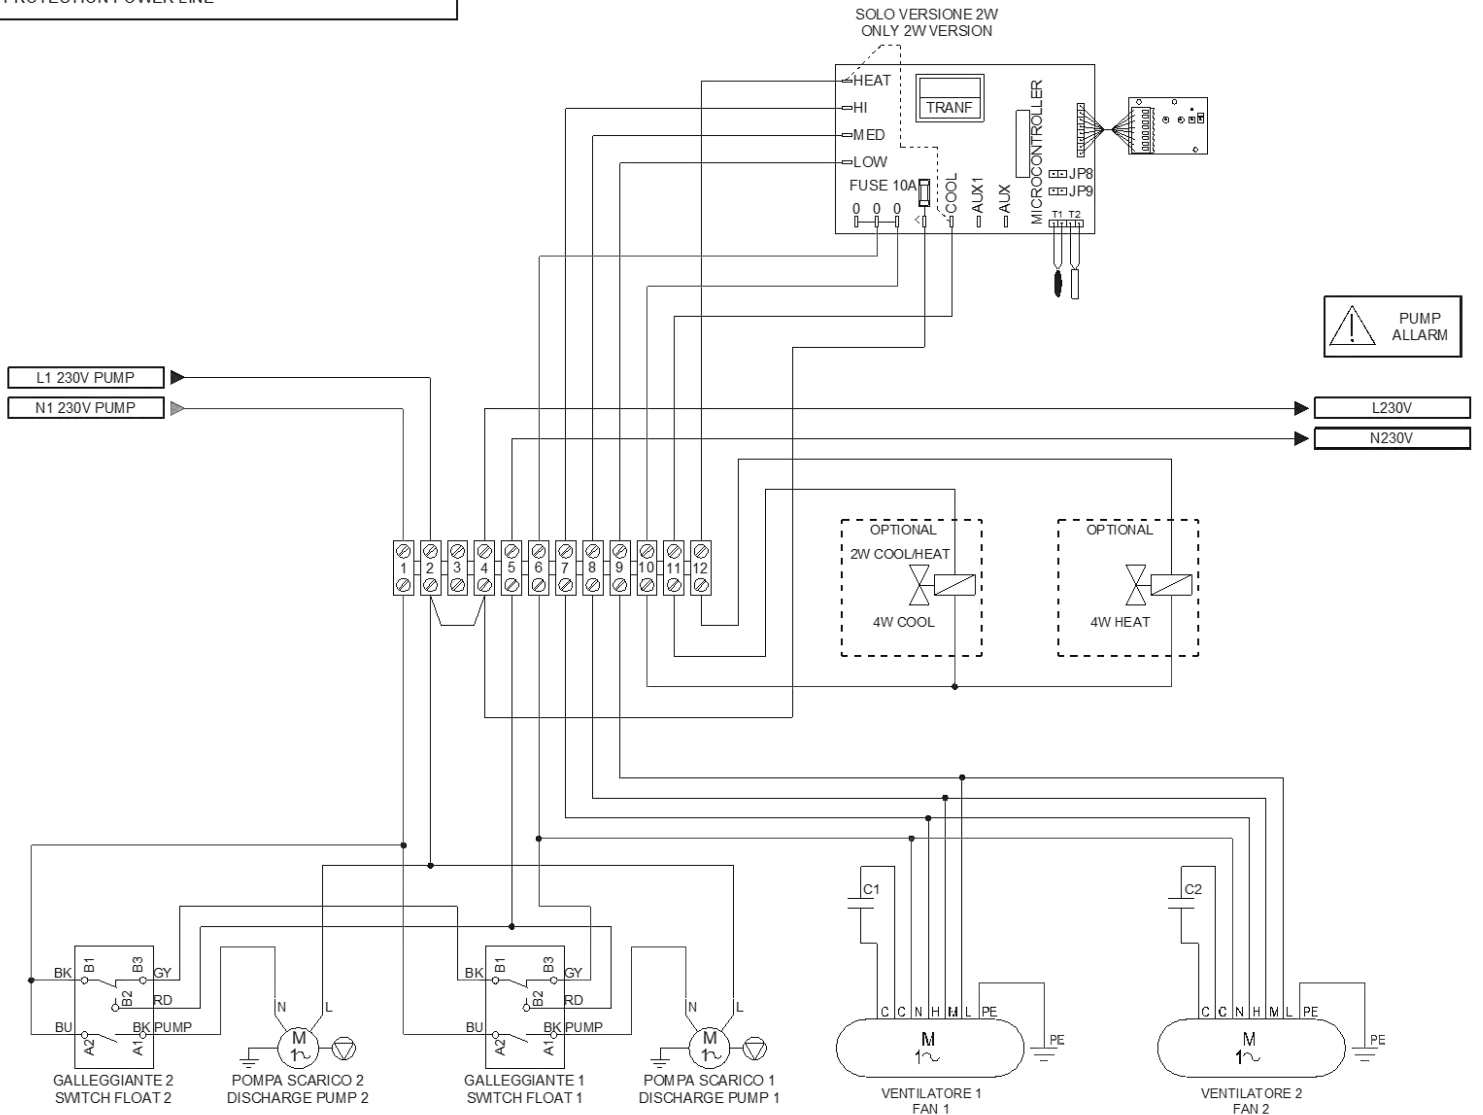 PROTECTION POWER LINE
SOLO VERSIONE 2W
ONLY 2W VERSION
HEAT
HI
MED
LOW
TRANF
MICROCONTROLLER
FUSE 10A
0 0 0
COOL
AUX1
AUX
JP8
JP9
T1 T2
PUMP
ALLARM
L1 230V PUMP
N1 230V PUMP
L230V
N230V
1 2 3 4 5 6 7 8 9 10 11 12
OPTIONAL
2W COOL/HEAT
4W COOL
OPTIONAL
4W HEAT
BK B1 B3 GY
B2 RD
BU A2 A1 BK PUMP
GALLEGGIANTE 2
SWITCH FLOAT 2
N L
M
1~
POMPA SCARICO 2
DISCHARGE PUMP 2
BK B1 B3 GY
B2 RD
BU A2 A1 BK PUMP
GALLEGGIANTE 1
SWITCH FLOAT 1
N L
M
1~
POMPA SCARICO 1
DISCHARGE PUMP 1
C1
C C N H M L PE
M
1~
PE
VENTILATORE 1
FAN 1
C2
C C N H M L PE
M
1~
PE
VENTILATORE 2
FAN 2